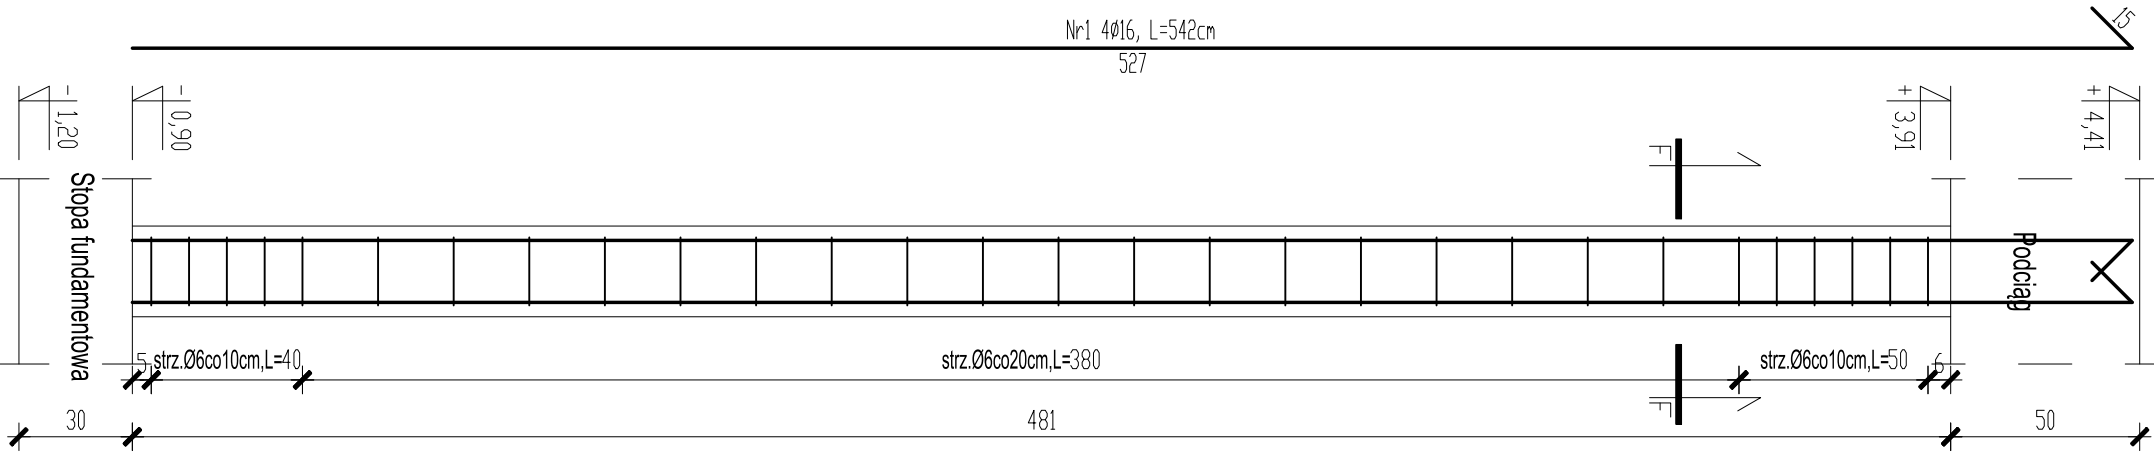 Nr1 4ø16, L=542cm
527
15
- 1,20
- 0,90
+ 3,91
+ 4,41
F
Stopa fundamentowa
Podciąg
5
strz.Ø6co10cm,L=40
strz.Ø6co20cm,L=380
strz.Ø6co10cm,L=50
6
F
30
481
50